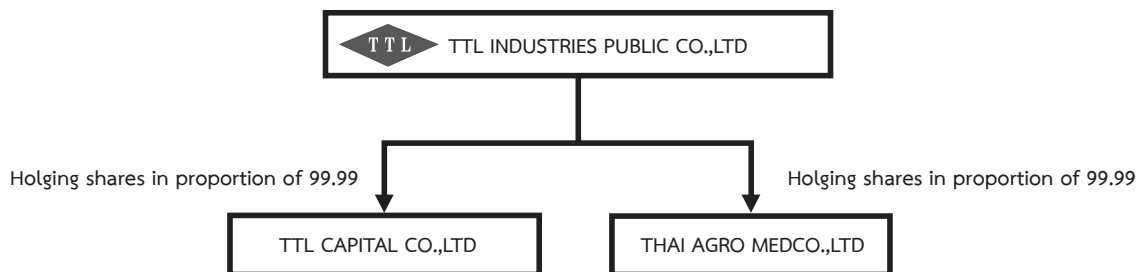 TTL TTL INDUSTRIES PUBLIC CO.,LTD
Holging shares in proportion of 99.99
Holging shares in proportion of 99.99
TTL CAPITAL CO.,LTD
THAI AGRO MEDCO.,LTD